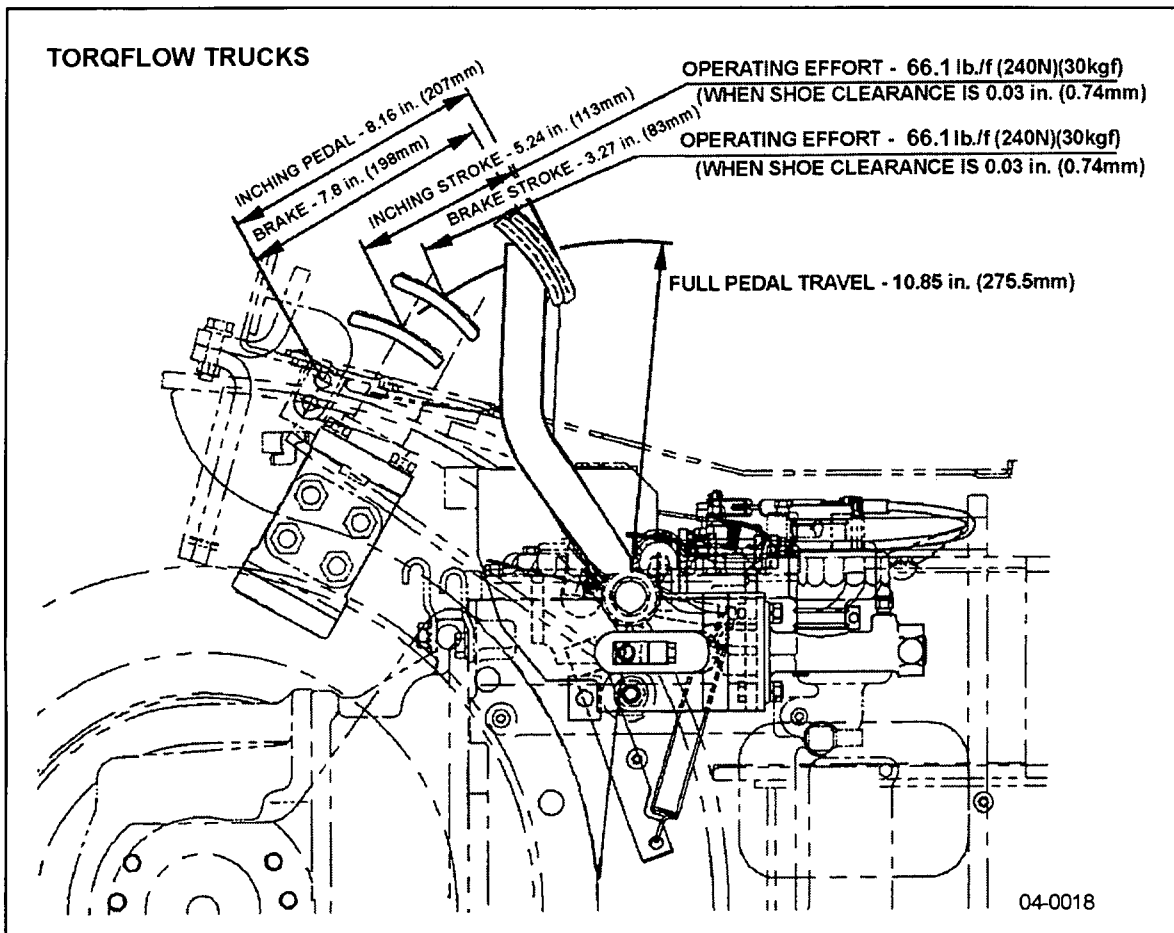 TORQFLOW TRUCKS
INCHING PEDAL - 8.16 in. (207mm)
BRAKE - 7.8 in. (198mm)
INCHING STROKE - 5.24 in. (113mm)
BRAKE STROKE - 3.27 in. (83mm)
OPERATING EFFORT - 66.1 lb./f (240N)(30kgf)
(WHEN SHOE CLEARANCE IS 0.03 in. (0.74mm)
OPERATING EFFORT - 66.1 lb./f (240N)(30kgf)
(WHEN SHOE CLEARANCE IS 0.03 in. (0.74mm)
FULL PEDAL TRAVEL - 10.85 in. (275.5mm)
04-0018